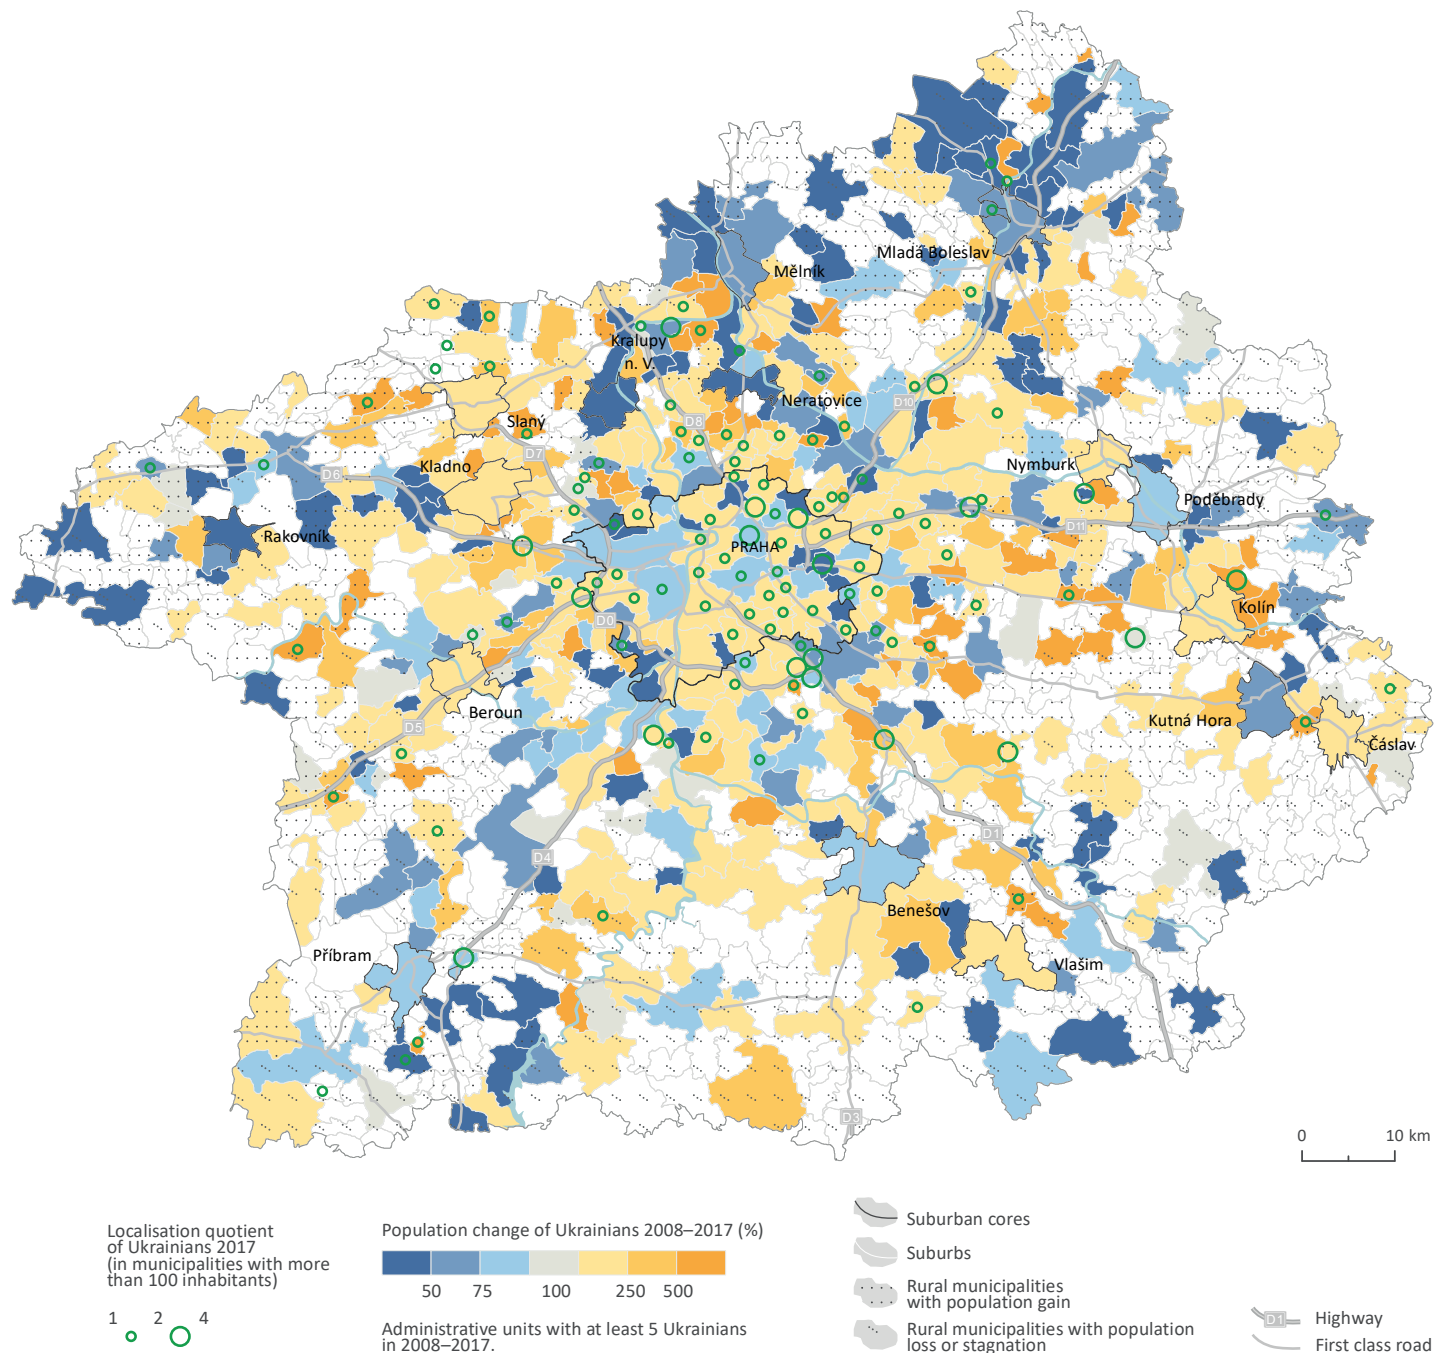 Mladá Boleslav
Mělník
Kralupy
n. V.
Neratovice
D10
D8
Slaný
D7
Kladno
D6
Nymburk
Poděbrady
D11
Rakovník
PRAHA
Kolín
D0
Beroun
D5
Kutná Hora
Čáslav
D1
D4
Benešov
Příbram
Vlašim
D3
0 10 km
Localisation quotient
of Ukrainians 2017
(in municipalities with more
than 100 inhabitants)
1 2 4
Population change of Ukrainians 2008–2017 (%)
50 75 100 250 500
Administrative units with at least 5 Ukrainians
in 2008–2017.
Suburban cores
Suburbs
Rural municipalities
with population gain
Rural municipalities with population
loss or stagnation
D1 Highway
First class road